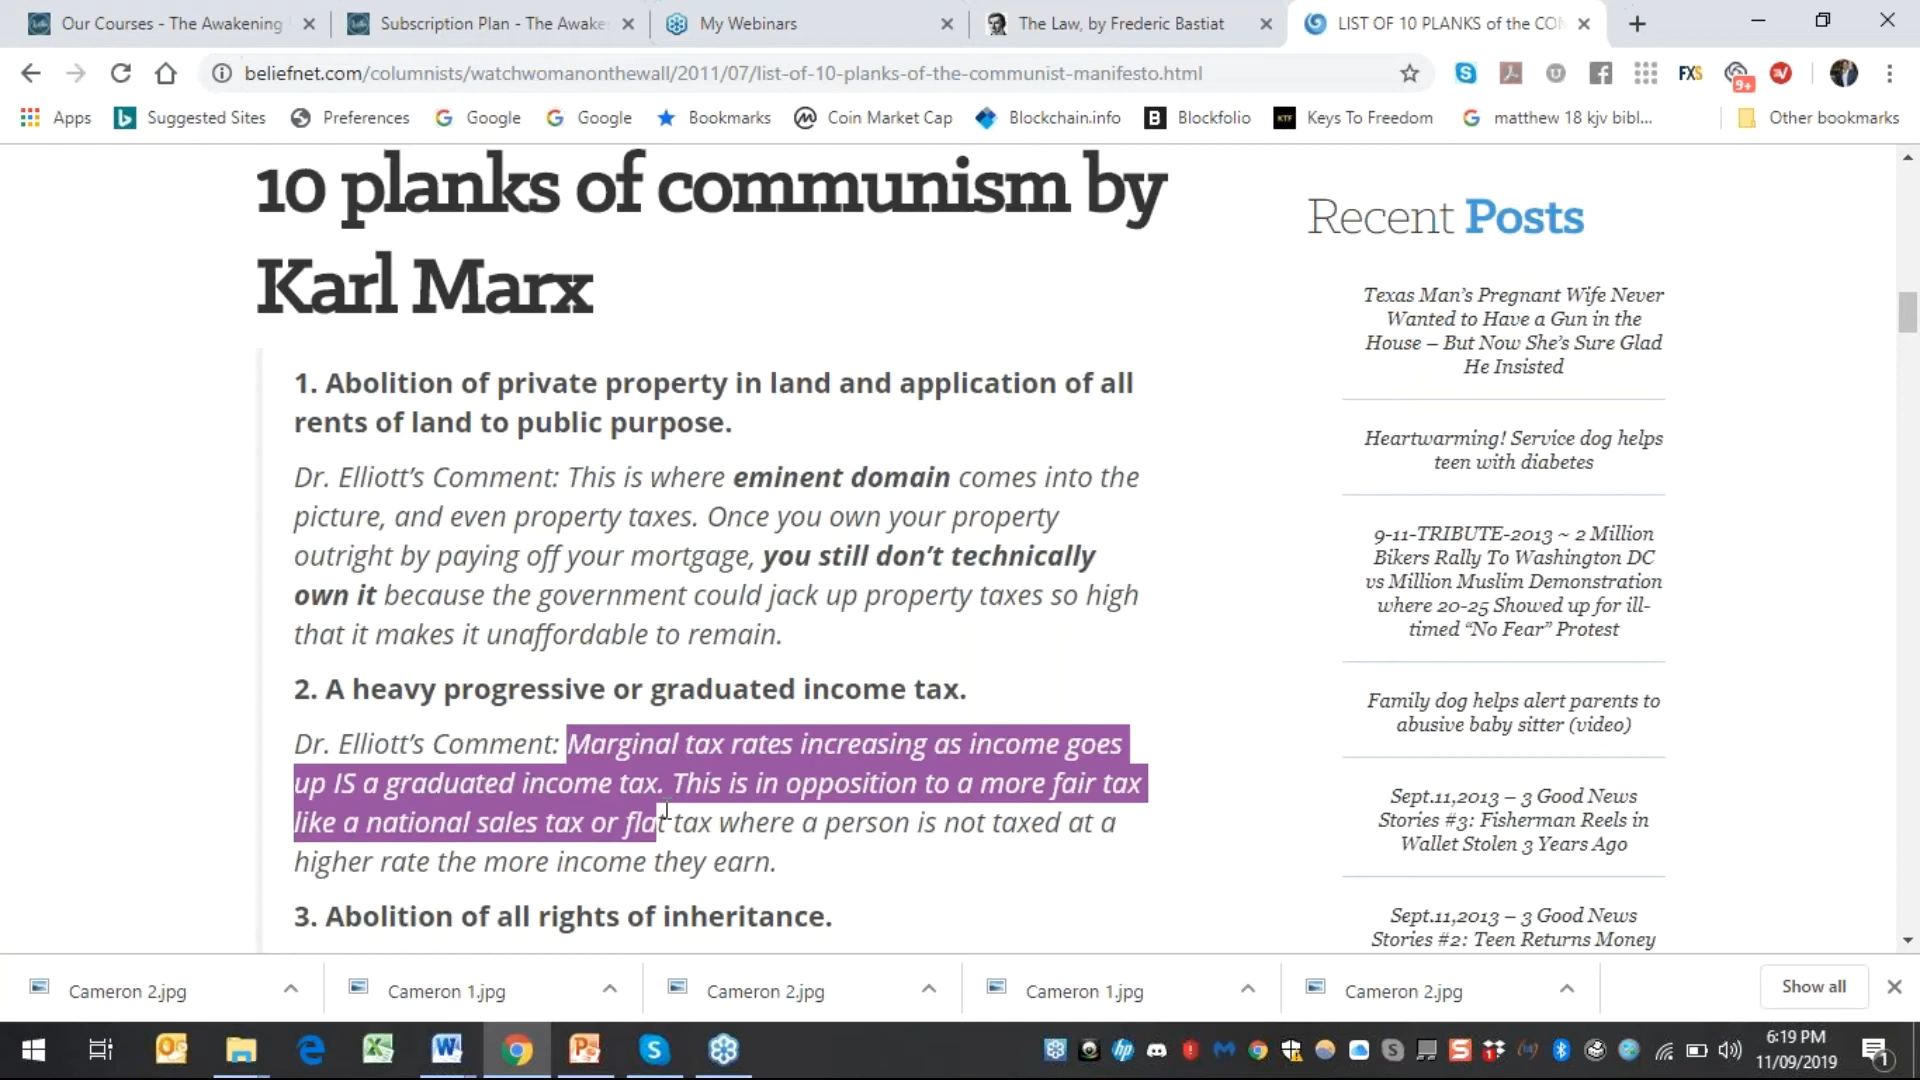 Our Courses - The Awakening
Subscription Plan - The Awake
My Webinars
The Law, by Frederic Bastiat
LIST OF 10 PLANKS of the CO
beliefnet.com/columnists/watchwomanonthewall/2011/07/list-of-10-planks-of-the-communist-manifesto.html
FXS
9+
Apps
Suggested Sites
Preferences
Google
Google
Bookmarks
Coin Market Cap
Blockchain.info
Blockfolio
KTF
Keys To Freedom
matthew 18 kjv bibl...
Other bookmarks
10 planks of communism by
Karl Marx
1. Abolition of private property in land and application of all
rents of land to public purpose.
Dr. Elliott's Comment: This is where eminent domain comes into the
picture, and even property taxes. Once you own your property
outright by paying off your mortgage, you still don't technically
own it because the government could jack up property taxes so high
that it makes it unaffordable to remain.
2. A heavy progressive or graduated income tax.
Dr. Elliott's Comment: Marginal tax rates increasing as income goes
up IS a graduated income tax. This is in opposition to a more fair tax
like a national sales tax or flat tax where a person is not taxed at a
higher rate the more income they earn.
3. Abolition of all rights of inheritance.
Recent Posts
Texas Man's Pregnant Wife Never
Wanted to Have a Gun in the
House – But Now She's Sure Glad
He Insisted
Heartwarming! Service dog helps
teen with diabetes
9-11-TRIBUTE-2013 ~ 2 Million
Bikers Rally To Washington DC
vs Million Muslim Demonstration
where 20-25 Showed up for ill-
timed “No Fear” Protest
Family dog helps alert parents to
abusive baby sitter (video)
Sept.11,2013 – 3 Good News
Stories #3: Fisherman Reels in
Wallet Stolen 3 Years Ago
Sept.11,2013 – 3 Good News
Stories #2: Teen Returns Money
Cameron 2.jpg
Cameron 1.jpg
Cameron 2.jpg
Cameron 1.jpg
Cameron 2.jpg
Show all
6:19 PM
11/09/2019
1